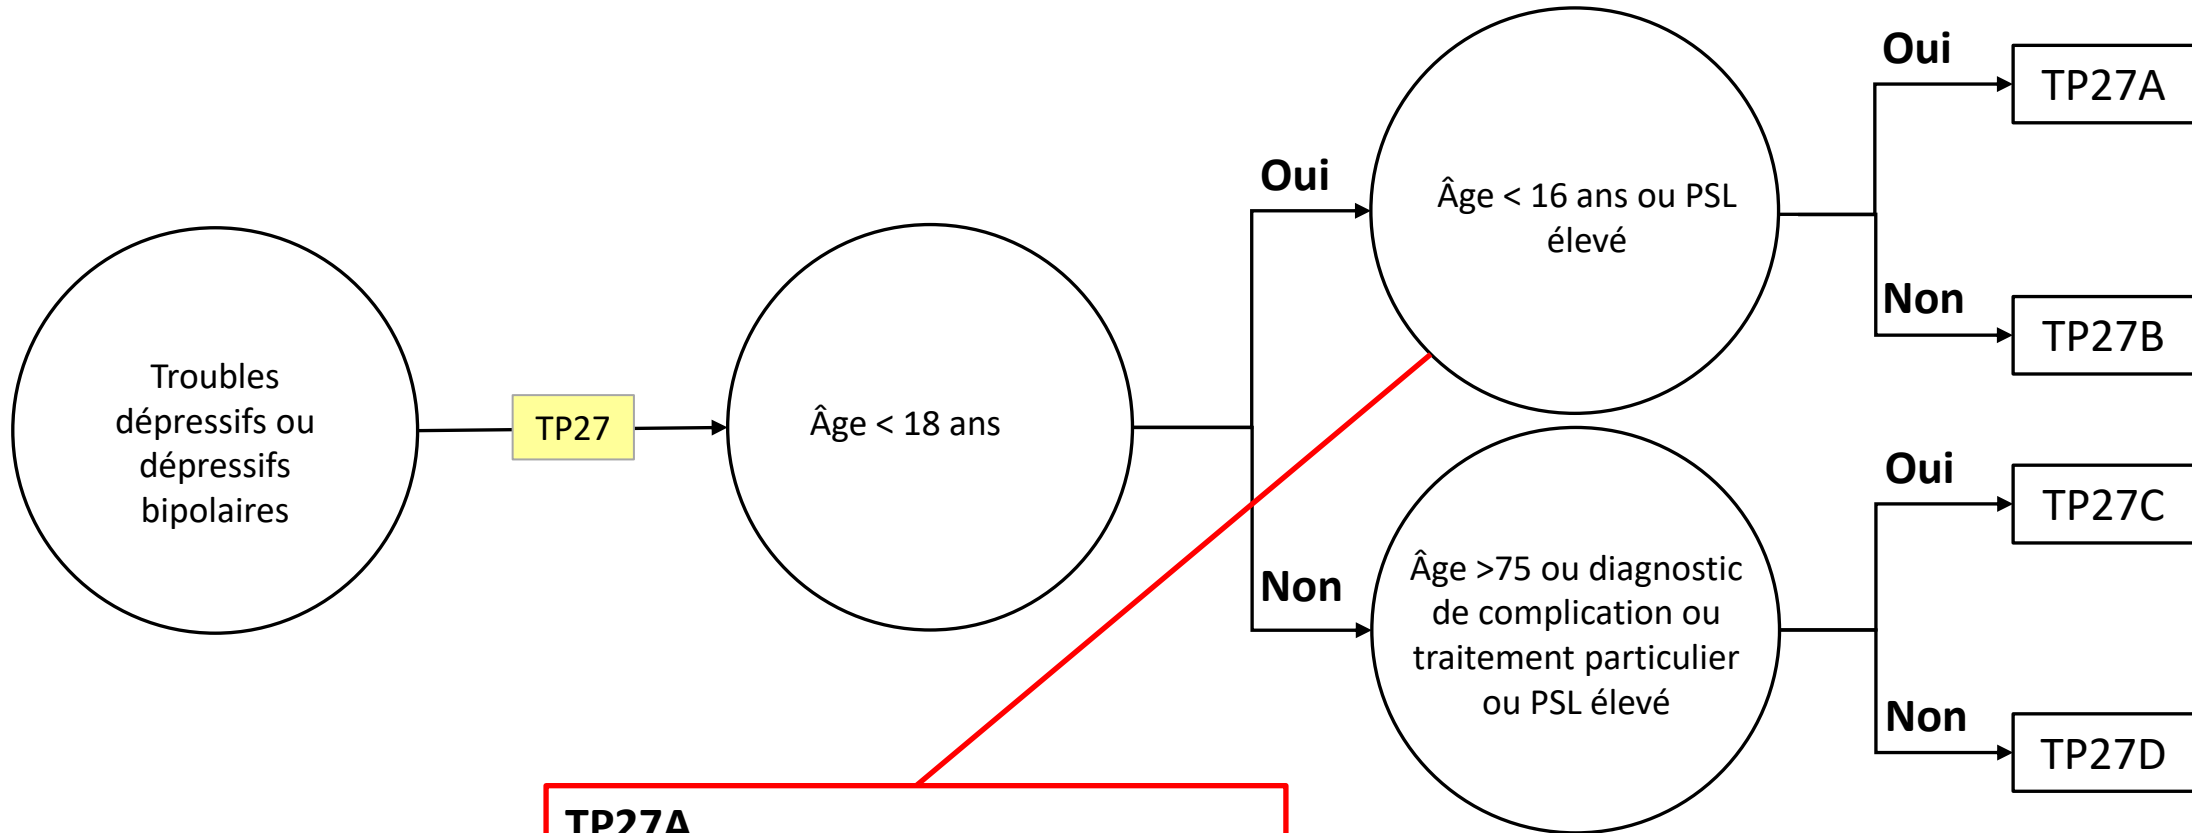 Troubles
dépressifs ou
dépressifs
bipolaires
TP27
Âge < 18 ans
Oui
Non
Âge < 16 ans ou PSL
élevé
Oui
TP27A
Non
TP27B
Âge >75 ou diagnostic
de complication ou
traitement particulier
ou PSL élevé
Oui
TP27C
Non
TP27D
TP27A